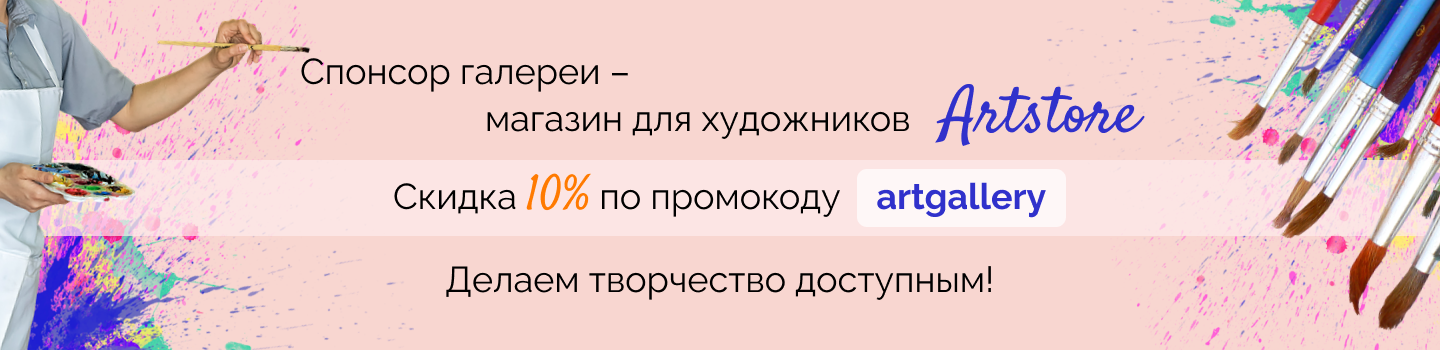 Спонсор галереи –
магазин для художников Artstore
Скидка 10% по промокоду artgallery
Делаем творчество доступным!